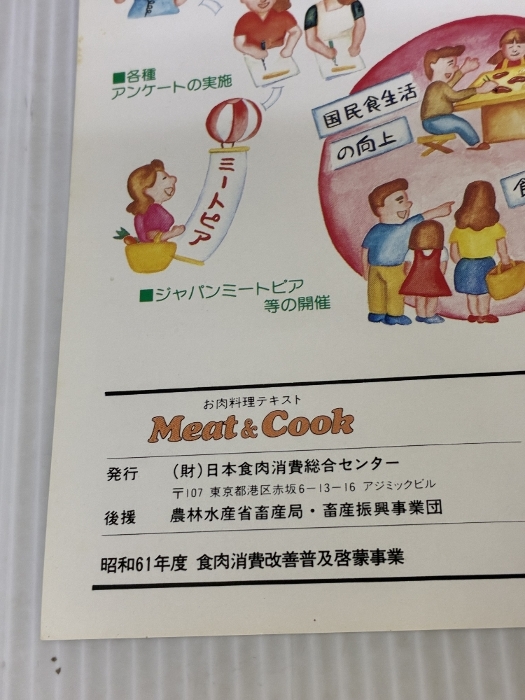 ■各種
アンケートの実施
国民食生活
の向上
ミートピア
食
■ジャパンミートピア
等の開催
お肉料理テキスト
Meat & Cook
発行 (財)日本食肉消費総合センター
〒107 東京都港区赤坂6-13-16 アジミックビル
後援 農林水産省畜産局・畜産振興事業団
昭和61年度 食肉消費改善普及啓蒙事業